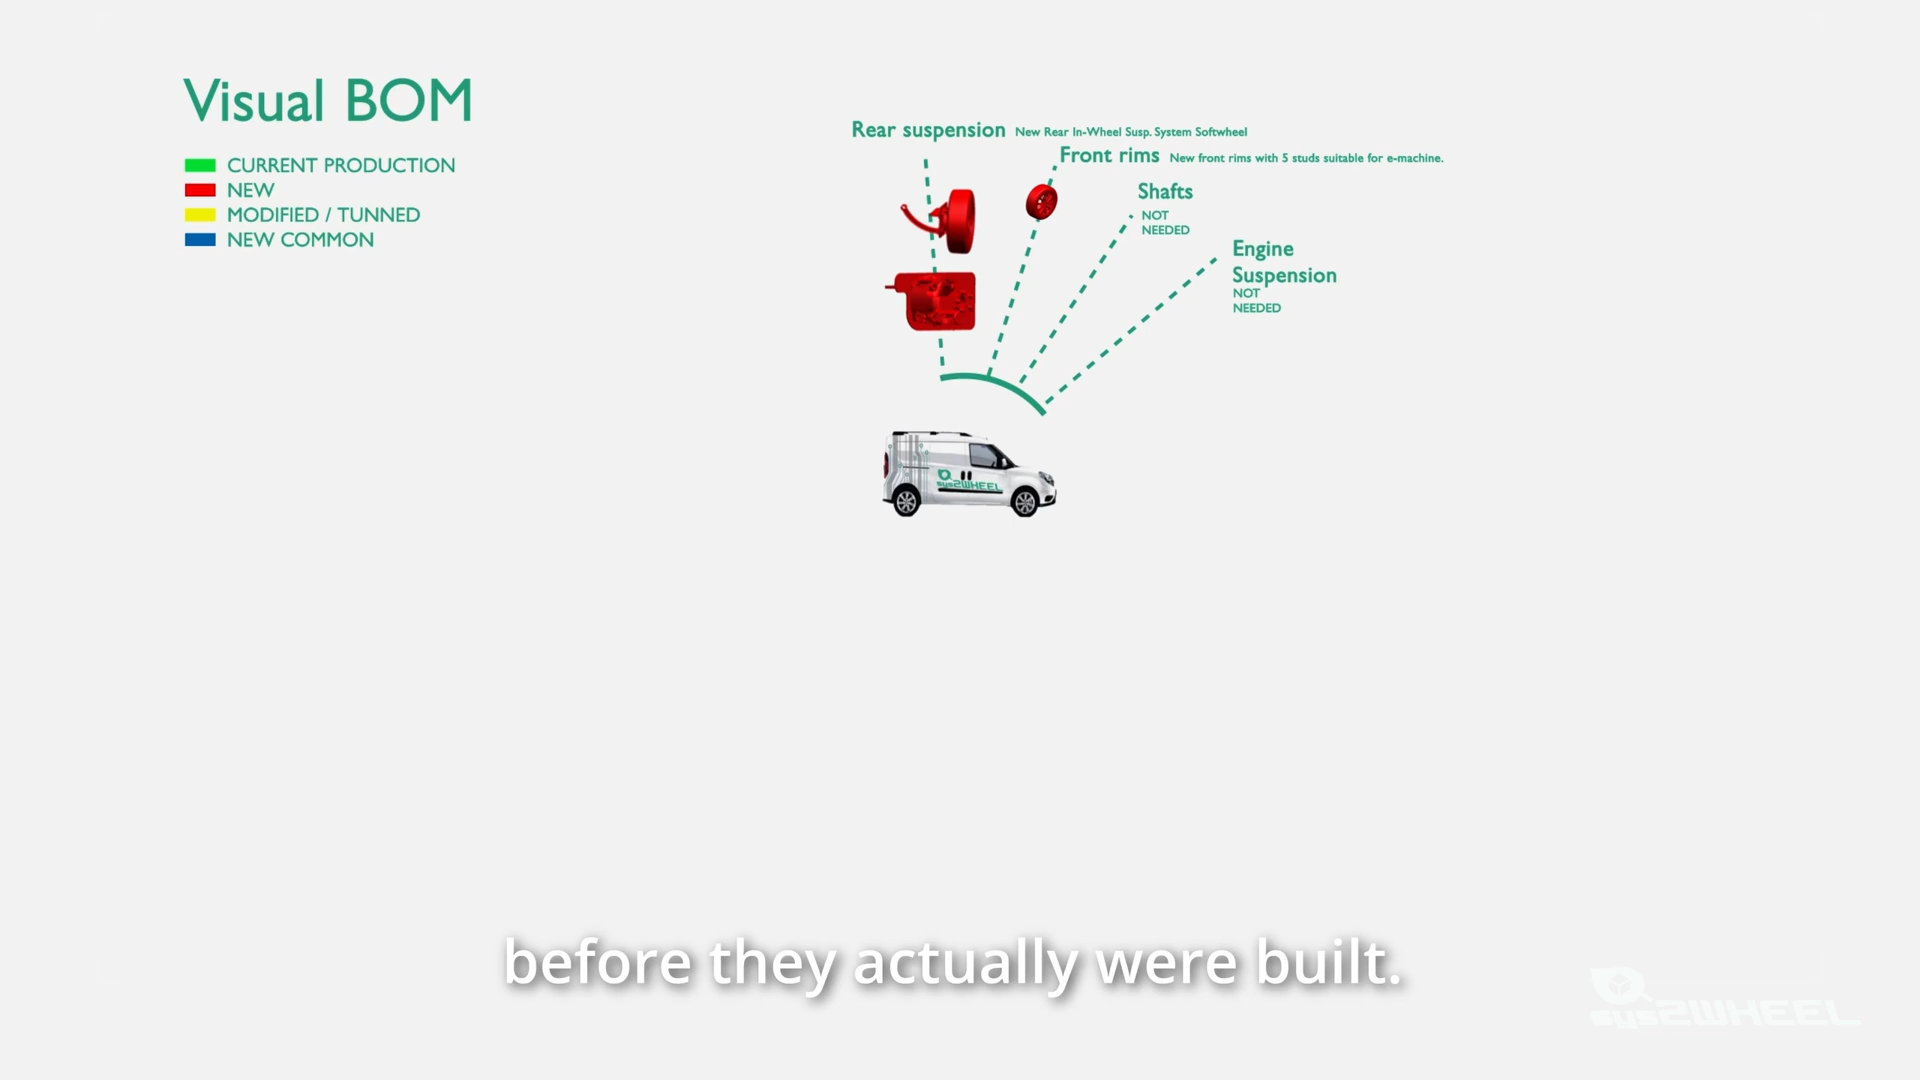 Visual BOM
CURRENT PRODUCTION
NEW
MODIFIED / TUNNED
NEW COMMON
Rear suspension New Rear In-Wheel Susp. System Softwheel
Front rims New front rims with 5 studs suitable for e-machine.
Shafts
NOT
NEEDED
Engine
Suspension
NOT
NEEDED
sys2WHEEL
before they actually were built.
sys2WHEEL